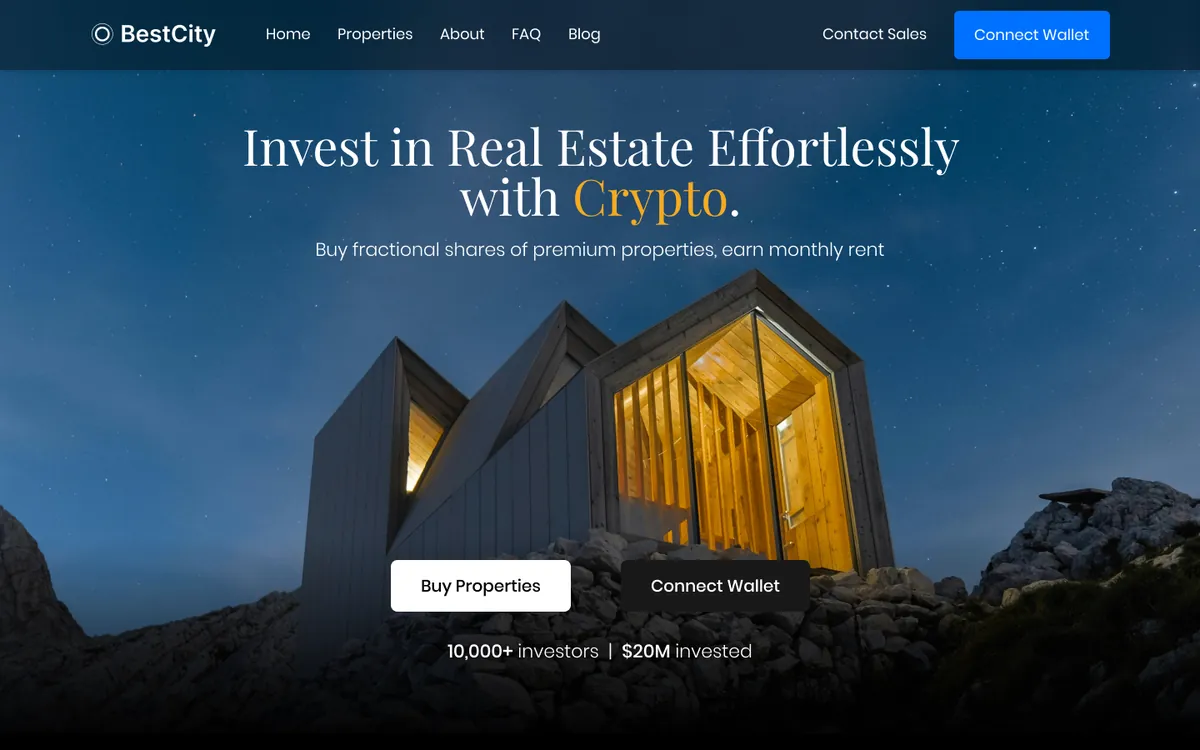 BestCity
Home
Properties
About
FAQ
Blog
Contact Sales
Connect Wallet
Invest in Real Estate Effortlessly
with Crypto.
Buy fractional shares of premium properties, earn monthly rent
Buy Properties
Connect Wallet
10,000+ investors | $20M invested